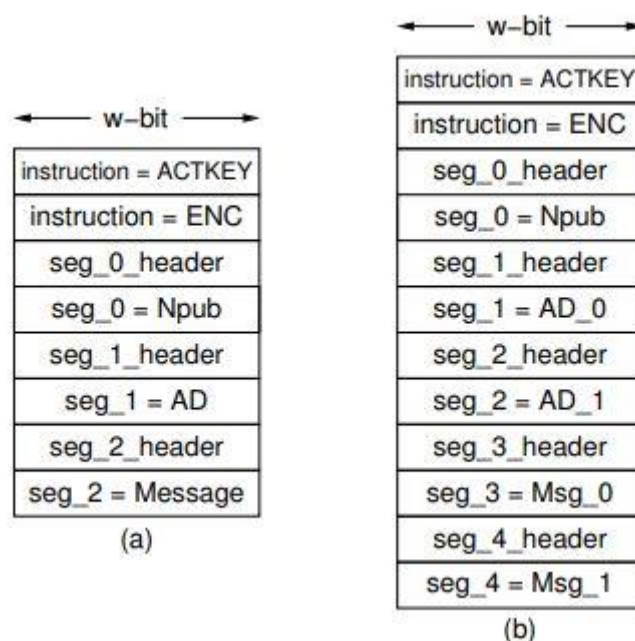 w-bit
instruction = ACTKEY
instruction = ENC
seg_0_header
seg_0 = Npub
seg_1_header
seg_1 = AD
seg_2_header
seg_2 = Message
(a)
w-bit
instruction = ACTKEY
instruction = ENC
seg_0_header
seg_0 = Npub
seg_1_header
seg_1 = AD_0
seg_2_header
seg_2 = AD_1
seg_3_header
seg_3 = Msg_0
seg_4_header
seg_4 = Msg_1
(b)